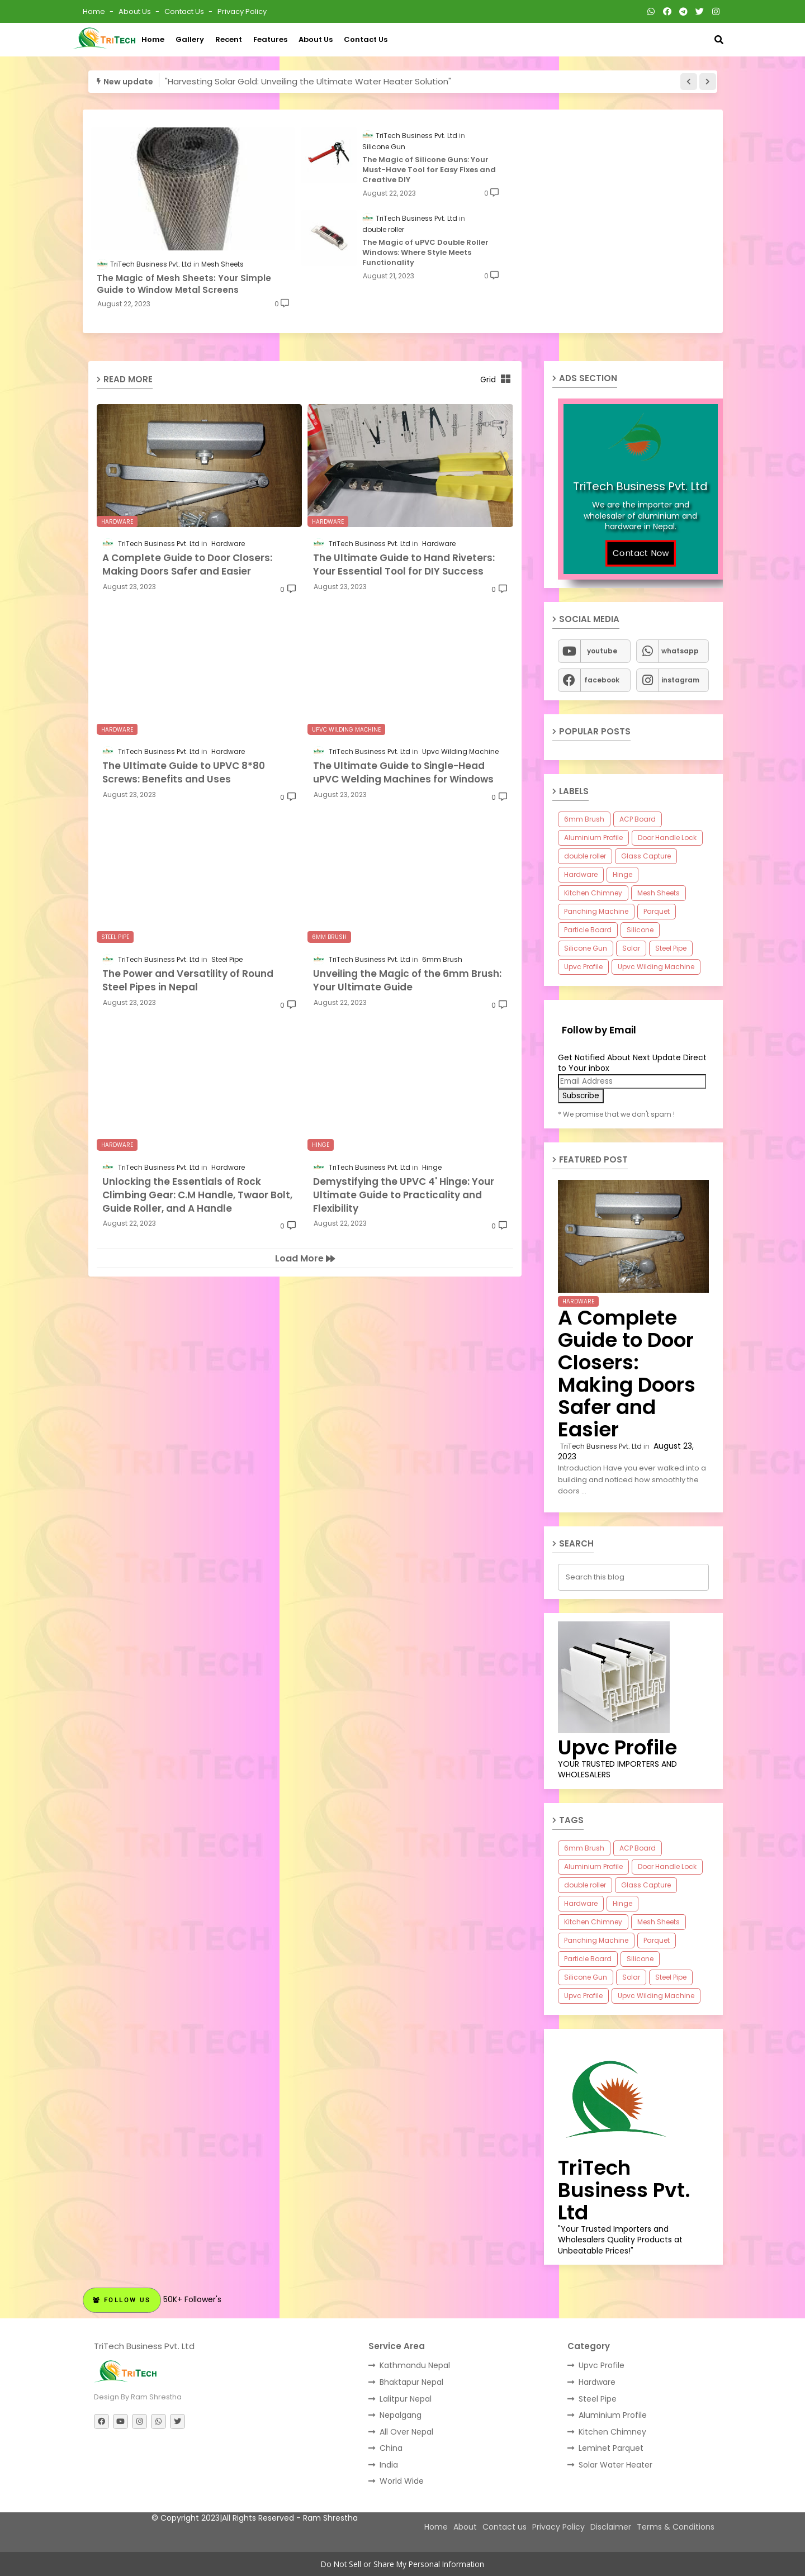 Home - About Us - Contact Us - Privacy Policy
TRITECH
Home Gallery Recent Features About Us Contact Us
New update "Harvesting Solar Gold: Unveiling the Ultimate Water Heater Solution"
TriTech Business Pvt. Ltd in Mesh Sheets
The Magic of Mesh Sheets: Your Simple
Guide to Window Metal Screens
August 22, 2023 0
TriTech Business Pvt. Ltd in
Silicone Gun
The Magic of Silicone Guns: Your
Must-Have Tool for Easy Fixes and
Creative DIY
August 22, 2023 0
TriTech Business Pvt. Ltd in
double roller
The Magic of uPVC Double Roller
Windows: Where Style Meets
Functionality
August 21, 2023 0
READ MORE Grid
HARDWARE
TriTech Business Pvt. Ltd in Hardware
A Complete Guide to Door Closers:
Making Doors Safer and Easier
August 23, 2023 0
HARDWARE
TriTech Business Pvt. Ltd in Hardware
The Ultimate Guide to Hand Riveters:
Your Essential Tool for DIY Success
August 23, 2023 0
HARDWARE
TriTech Business Pvt. Ltd in Hardware
The Ultimate Guide to UPVC 8*80
Screws: Benefits and Uses
August 23, 2023 0
UPVC WILDING MACHINE
TriTech Business Pvt. Ltd in Upvc Wilding Machine
The Ultimate Guide to Single-Head
uPVC Welding Machines for Windows
August 23, 2023 0
STEEL PIPE
TriTech Business Pvt. Ltd in Steel Pipe
The Power and Versatility of Round
Steel Pipes in Nepal
August 23, 2023 0
6MM BRUSH
TriTech Business Pvt. Ltd in 6mm Brush
Unveiling the Magic of the 6mm Brush:
Your Ultimate Guide
August 22, 2023 0
HARDWARE
TriTech Business Pvt. Ltd in Hardware
Unlocking the Essentials of Rock
Climbing Gear: C.M Handle, Twaor Bolt,
Guide Roller, and A Handle
August 22, 2023 0
HINGE
TriTech Business Pvt. Ltd in Hinge
Demystifying the UPVC 4' Hinge: Your
Ultimate Guide to Practicality and
Flexibility
August 22, 2023 0
Load More
ADS SECTION
TriTech Business Pvt. Ltd
We are the importer and
wholesaler of aluminium and
hardware in Nepal.
Contact Now
SOCIAL MEDIA
youtube whatsapp
facebook instagram
POPULAR POSTS
LABELS
6mm Brush ACP Board
Aluminium Profile Door Handle Lock
double roller Glass Capture
Hardware Hinge
Kitchen Chimney Mesh Sheets
Panching Machine Parquet
Particle Board Silicone
Silicone Gun Solar Steel Pipe
Upvc Profile Upvc Wilding Machine
Follow by Email
Get Notified About Next Update Direct
to Your inbox
Email Address
Subscribe
* We promise that we don't spam !
FEATURED POST
HARDWARE
A Complete
Guide to Door
Closers:
Making Doors
Safer and
Easier
TriTech Business Pvt. Ltd in August 23,
2023
Introduction Have you ever walked into a
building and noticed how smoothly the
doors ...
SEARCH
Search this blog
Upvc Profile
YOUR TRUSTED IMPORTERS AND
WHOLESALERS
TAGS
6mm Brush ACP Board
Aluminium Profile Door Handle Lock
double roller Glass Capture
Hardware Hinge
Kitchen Chimney Mesh Sheets
Panching Machine Parquet
Particle Board Silicone
Silicone Gun Solar Steel Pipe
Upvc Profile Upvc Wilding Machine
TriTech
Business Pvt.
Ltd
"Your Trusted Importers and
Wholesalers Quality Products at
Unbeatable Prices!"
FOLLOW US 50K+ Follower's
TriTech Business Pvt. Ltd
TRITECH
Design By Ram Shrestha
Service Area
Kathmandu Nepal
Bhaktapur Nepal
Lalitpur Nepal
Nepalgang
All Over Nepal
China
India
World Wide
Category
Upvc Profile
Hardware
Steel Pipe
Aluminium Profile
Kitchen Chimney
Leminet Parquet
Solar Water Heater
© Copyright 2023|All Rights Reserved - Ram Shrestha
Home About Contact us Privacy Policy Disclaimer Terms & Conditions
Do Not Sell or Share My Personal Information